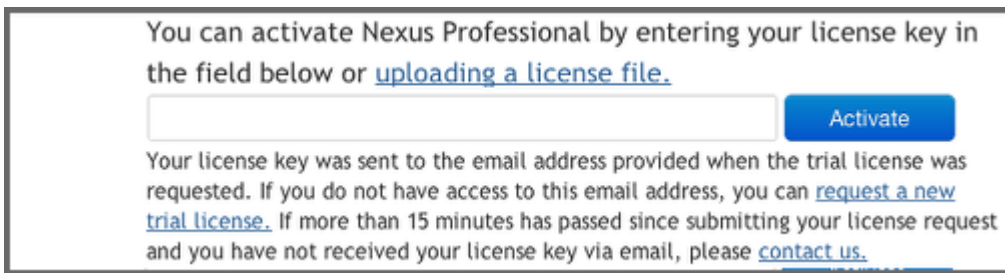 You can activate Nexus Professional by entering your license key in
the field below or uploading a license file.
Activate
Your license key was sent to the email address provided when the trial license was
requested. If you do not have access to this email address, you can request a new
trial license. If more than 15 minutes has passed since submitting your license request
and you have not received your license key via email, please contact us.